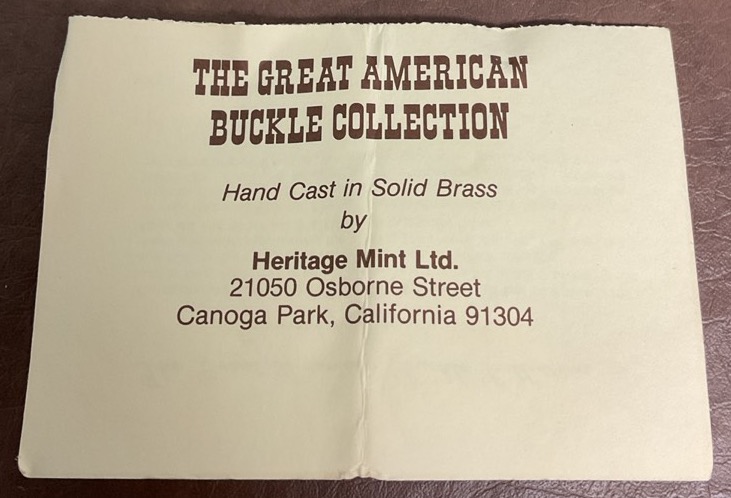 THE GREAT AMERICAN
BUCKLE COLLECTION
Hand Cast in Solid Brass
by
Heritage Mint Ltd.
21050 Osborne Street
Canoga Park, California 91304